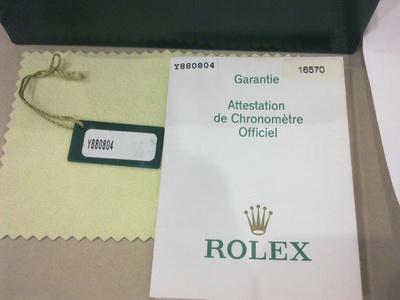 Y880804
16570
Garantie
Attestation
de Chronomètre
Officiel
ROLEX
Y880804